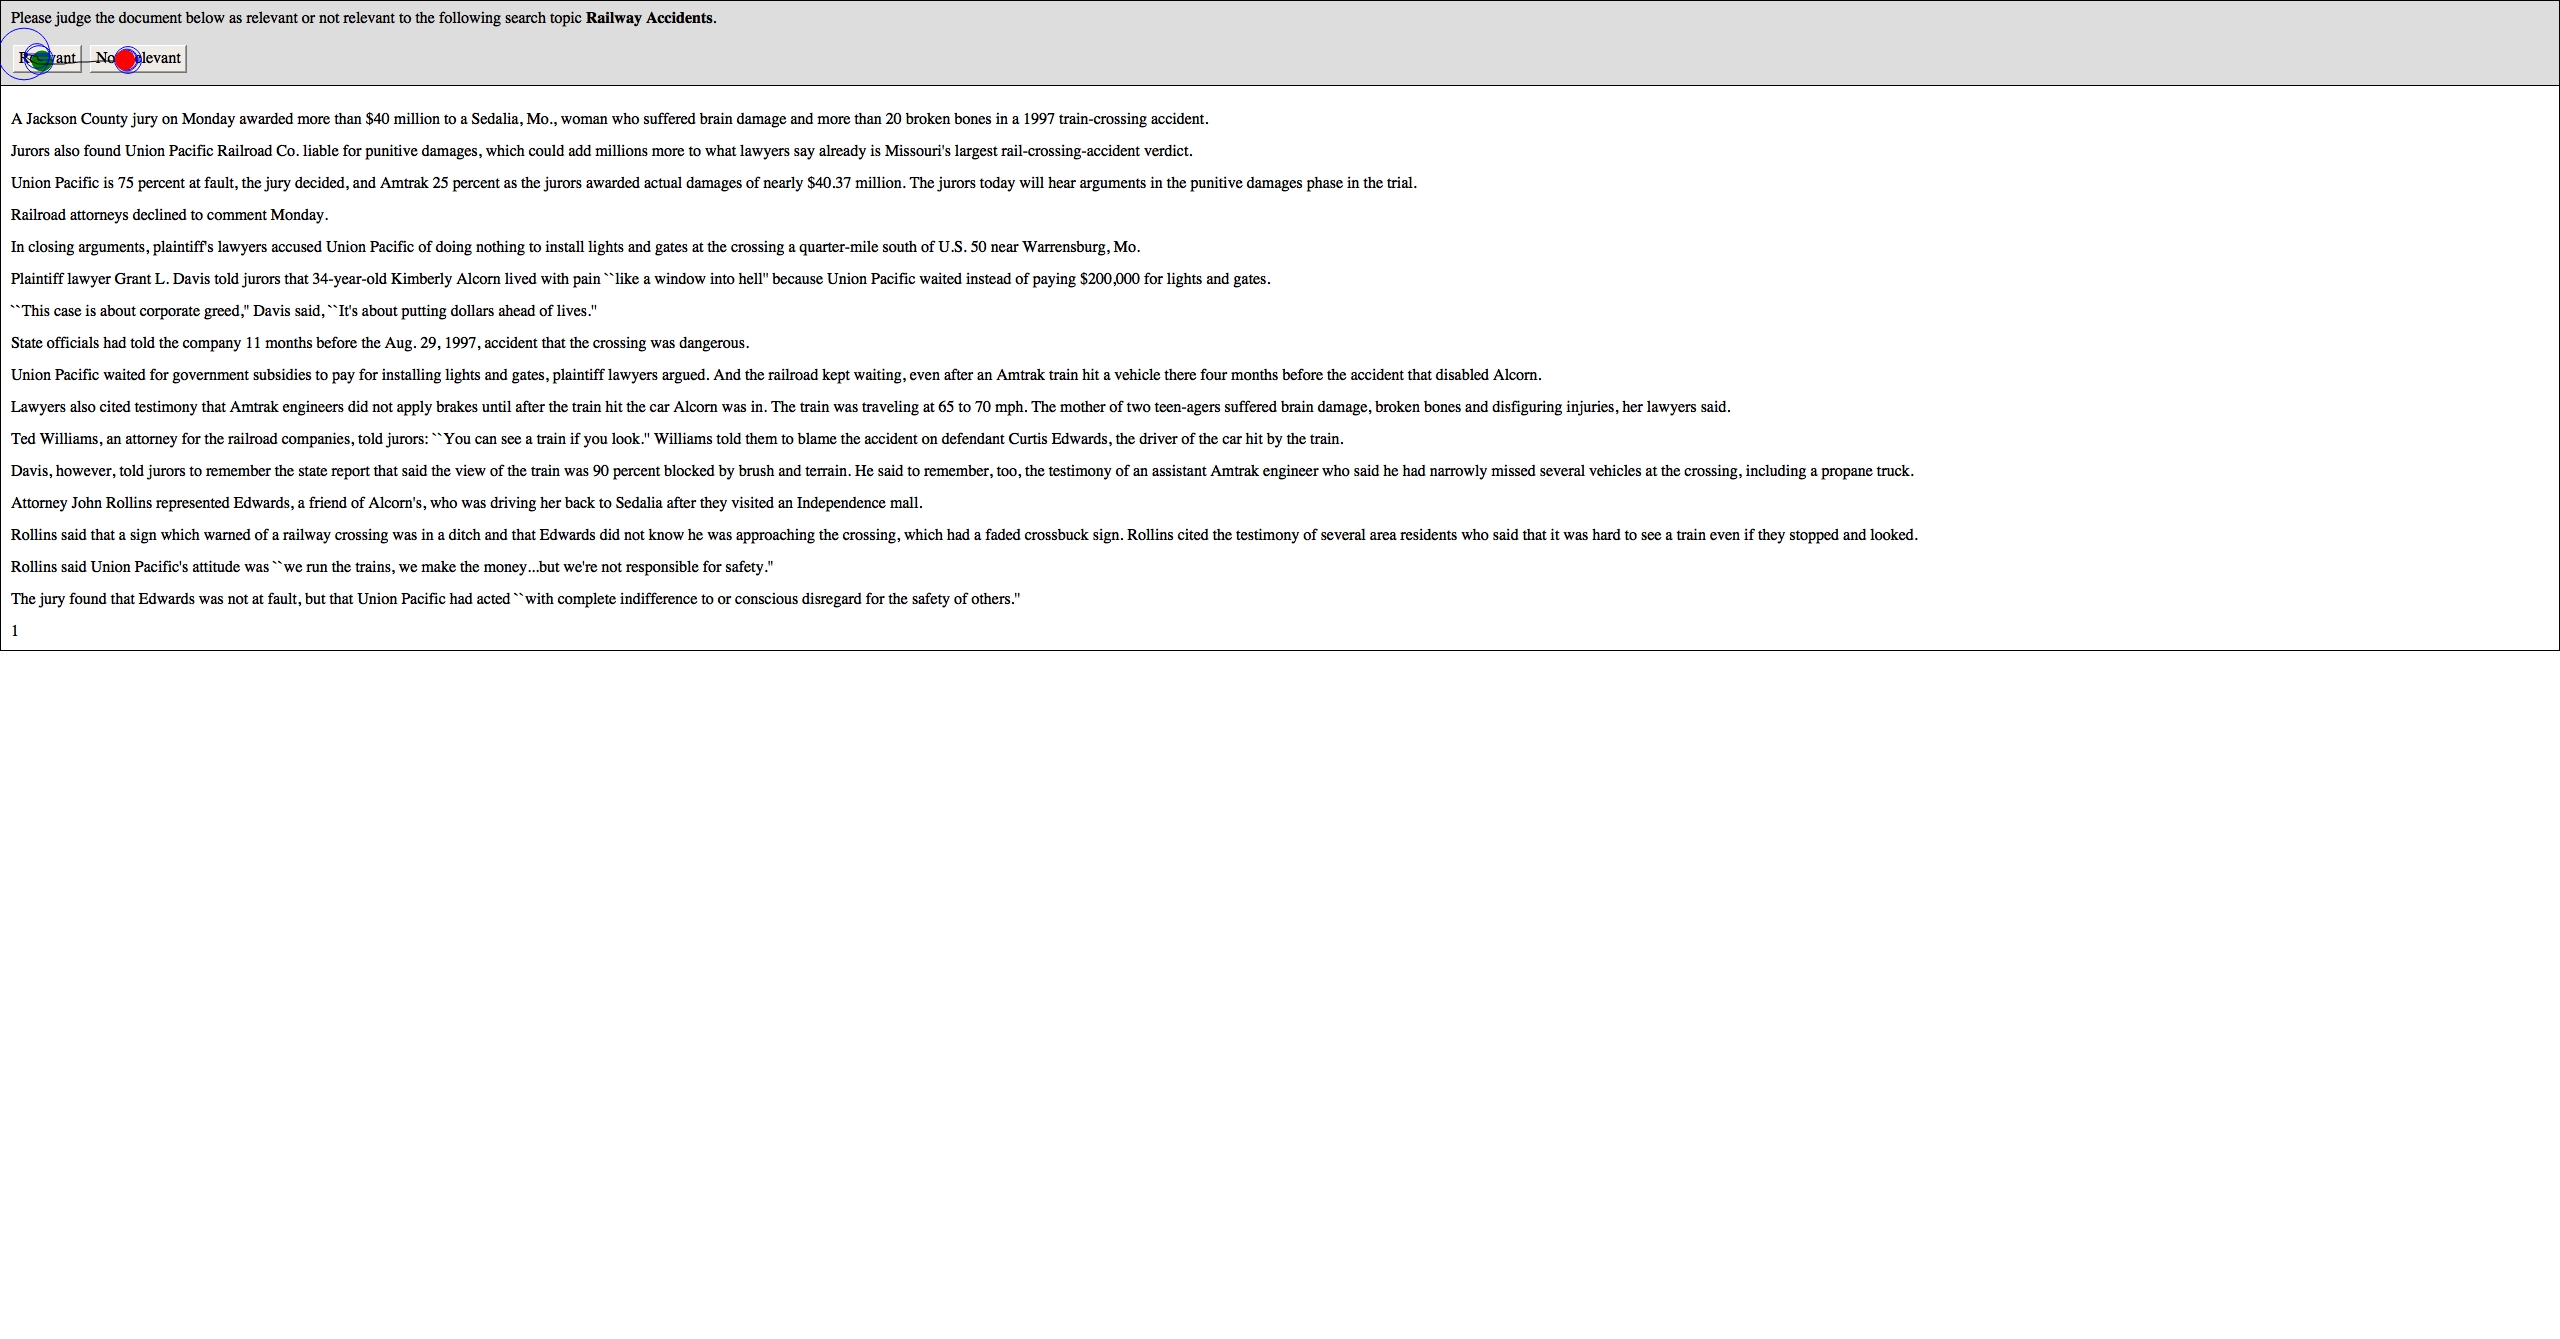 Please judge the document below as relevant or not relevant to the following search topic Railway Accidents.
A Jackson County jury on Monday awarded more than $40 million to a Sedalia, Mo., woman who suffered brain damage and more than 20 broken bones in a 1997 train-crossing accident.
Jurors also found Union Pacific Railroad Co. liable for punitive damages, which could add millions more to what lawyers say already is Missouri's largest rail-crossing-accident verdict.
Union Pacific is 75 percent at fault, the jury decided, and Amtrak 25 percent as the jurors awarded actual damages of nearly $40.37 million. The jurors today will hear arguments in the punitive damages phase in the trial.
Railroad attorneys declined to comment Monday.
In closing arguments, plaintiff's lawyers accused Union Pacific of doing nothing to install lights and gates at the crossing a quarter-mile south of U.S. 50 near Warrensburg, Mo.
Plaintiff lawyer Grant L. Davis told jurors that 34-year-old Kimberly Alcorn lived with pain ``like a window into hell'' because Union Pacific waited instead of paying $200,000 for lights and gates.
``This case is about corporate greed,'' Davis said, ``It's about putting dollars ahead of lives.''
State officials had told the company 11 months before the Aug. 29, 1997, accident that the crossing was dangerous.
Union Pacific waited for government subsidies to pay for installing lights and gates, plaintiff lawyers argued. And the railroad kept waiting, even after an Amtrak train hit a vehicle there four months before the accident that disabled Alcorn.
Lawyers also cited testimony that Amtrak engineers did not apply brakes until after the train hit the car Alcorn was in. The train was traveling at 65 to 70 mph. The mother of two teen-agers suffered brain damage, broken bones and disfiguring injuries, her lawyers said.
Ted Williams, an attorney for the railroad companies, told jurors: ``You can see a train if you look.'' Williams told them to blame the accident on defendant Curtis Edwards, the driver of the car hit by the train.
Davis, however, told jurors to remember the state report that said the view of the train was 90 percent blocked by brush and terrain. He said to remember, too, the testimony of an assistant Amtrak engineer who said he had narrowly missed several vehicles at the crossing, including a propane truck.
Attorney John Rollins represented Edwards, a friend of Alcorn's, who was driving her back to Sedalia after they visited an Independence mall.
Rollins said that a sign which warned of a railway crossing was in a ditch and that Edwards did not know he was approaching the crossing, which had a faded crossbuck sign. Rollins cited the testimony of several area residents who said that it was hard to see a train even if they stopped and looked.
Rollins said Union Pacific's attitude was ``we run the trains, we make the money...but we're not responsible for safety.''
The jury found that Edwards was not at fault, but that Union Pacific had acted ``with complete indifference to or conscious disregard for the safety of others.''
1